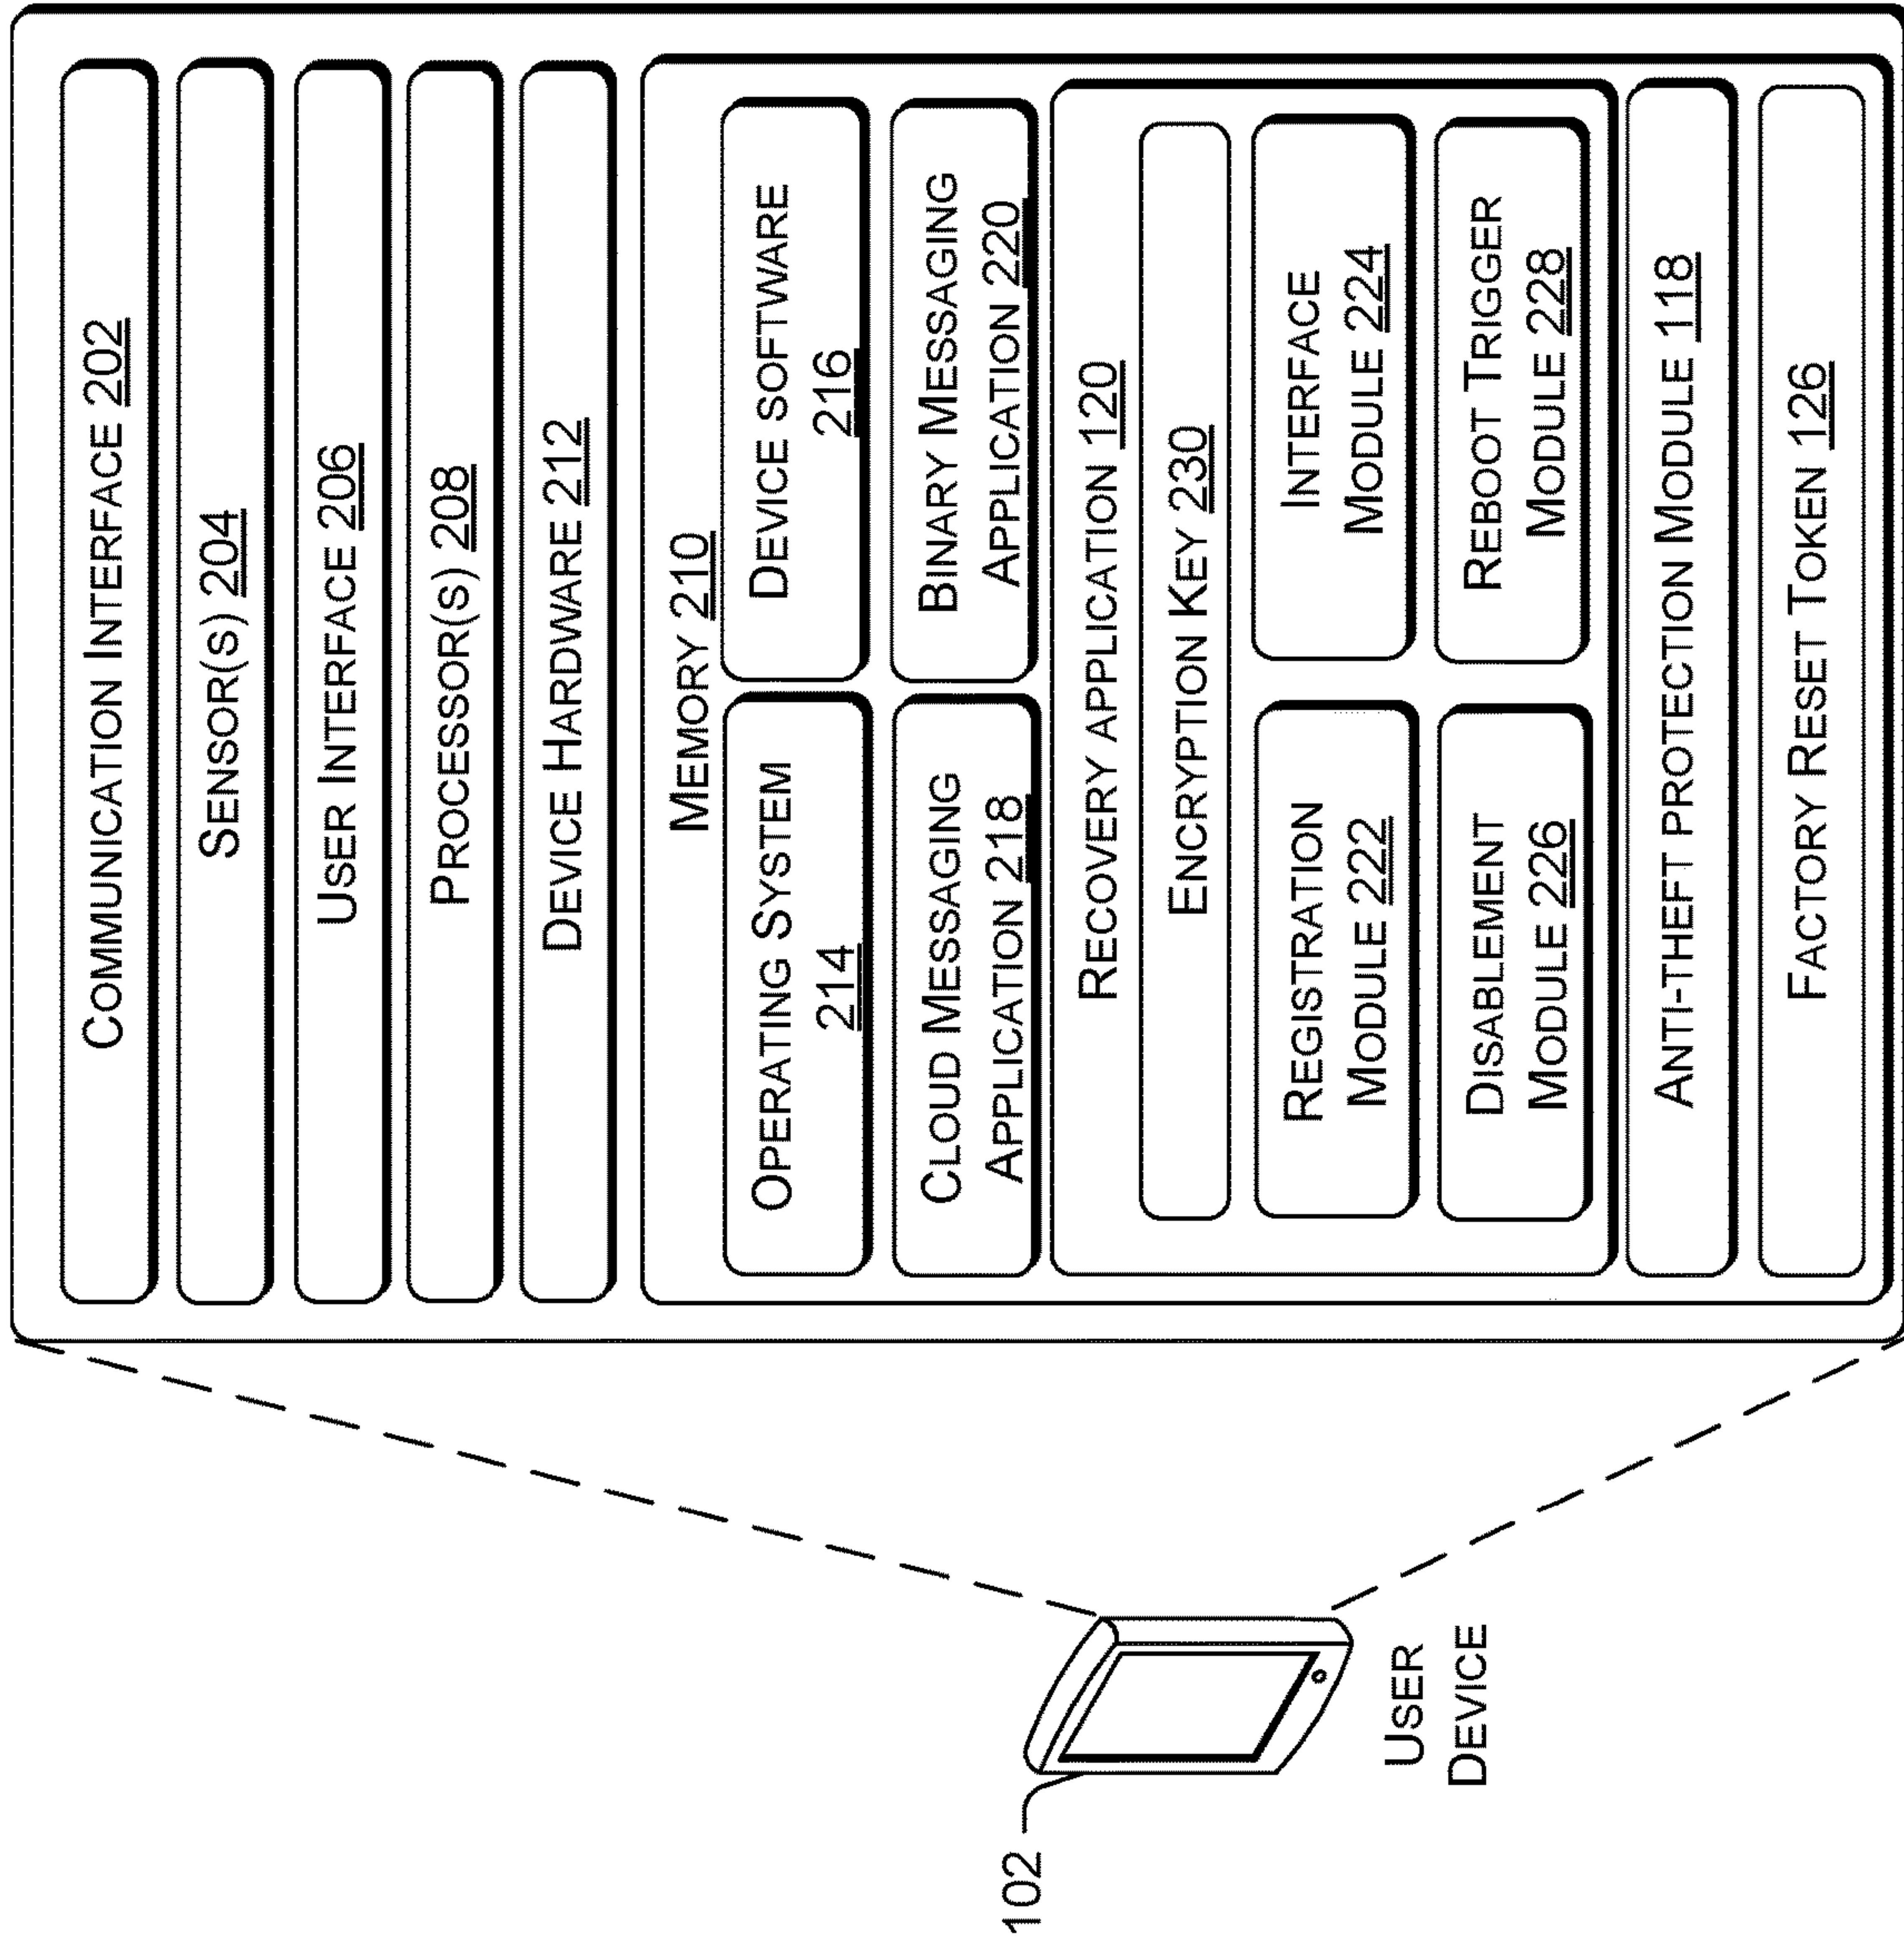 COMMUNICATION INTERFACE 202
SENSOR(S) 204
USER INTERFACE 206
PROCESSOR(S) 208
DEVICE HARDWARE 212
MEMORY 210
OPERATING SYSTEM
214
DEVICE SOFTWARE
216
CLOUD MESSAGING
APPLICATION 218
BINARY MESSAGING
APPLICATION 220
RECOVERY APPLICATION 120
ENCRYPTION KEY 230
REGISTRATION
MODULE 222
INTERFACE
MODULE 224
DISABLEMENT
MODULE 226
REBOOT TRIGGER
MODULE 228
ANTI-THEFT PROTECTION MODULE 118
FACTORY RESET TOKEN 126
102
USER
DEVICE